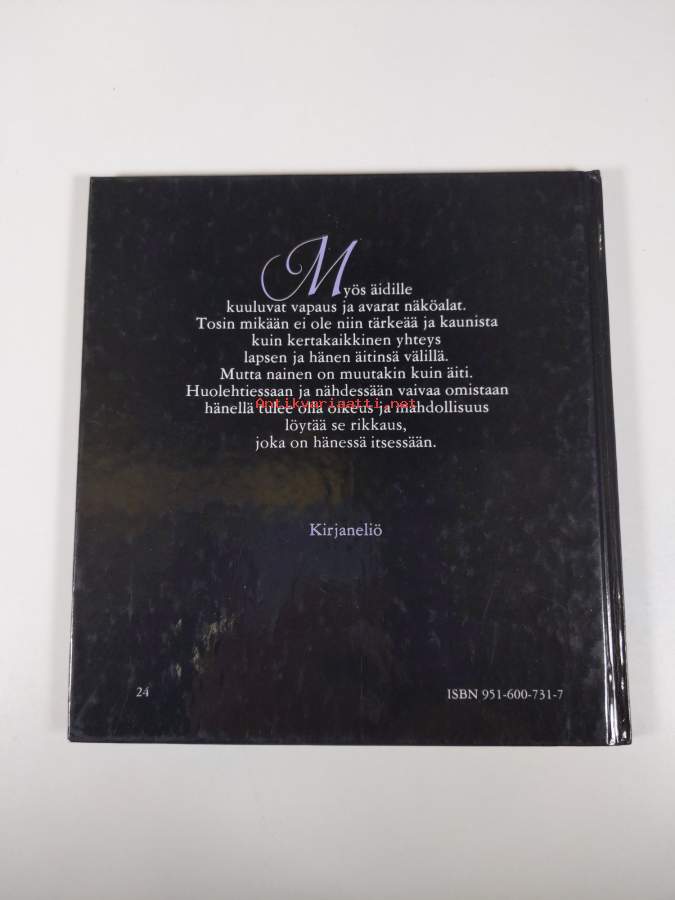 Myös äidille
kuuluvat vapaus ja avarat näköalat.
Tosin mikään ei ole niin tärkeää ja kaunista
kuin kertakaikkinen yhteys
lapsen ja hänen äitinsä välillä.
Mutta nainen on muutakin kuin äiti.
Huolehtiessaan ja nähdessään vaivaa omistaan
Antikvariaatti.net
hänellä tulee olla oikeus ja mahdollisuus
löytää se rikkaus,
joka on hänessä itsessään.
Kirjaneliö
24
ISBN 951-600-731-7